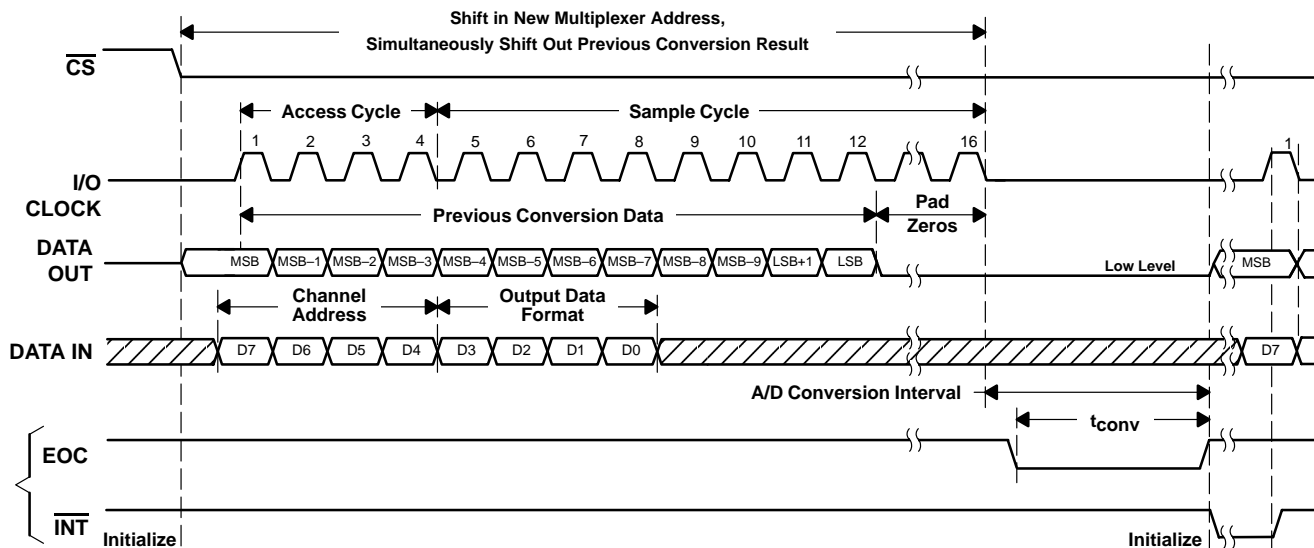 Shift in New Multiplexer Address,
Simultaneously Shift Out Previous Conversion Result
CS
Access Cycle
Sample Cycle
1 2 3 4 5 6 7 8 9 10 11 12 16 1
I/O
CLOCK
Previous Conversion Data
Pad
Zeros
DATA
OUT
MSB MSB–1 MSB–2 MSB–3 MSB–4 MSB–5 MSB–6 MSB–7 MSB–8 MSB–9 LSB+1 LSB
Low Level
MSB
Channel
Address
Output Data
Format
DATA IN
D7 D6 D5 D4 D3 D2 D1 D0 D7
A/D Conversion Interval
tconv
EOC
INT
Initialize
Initialize